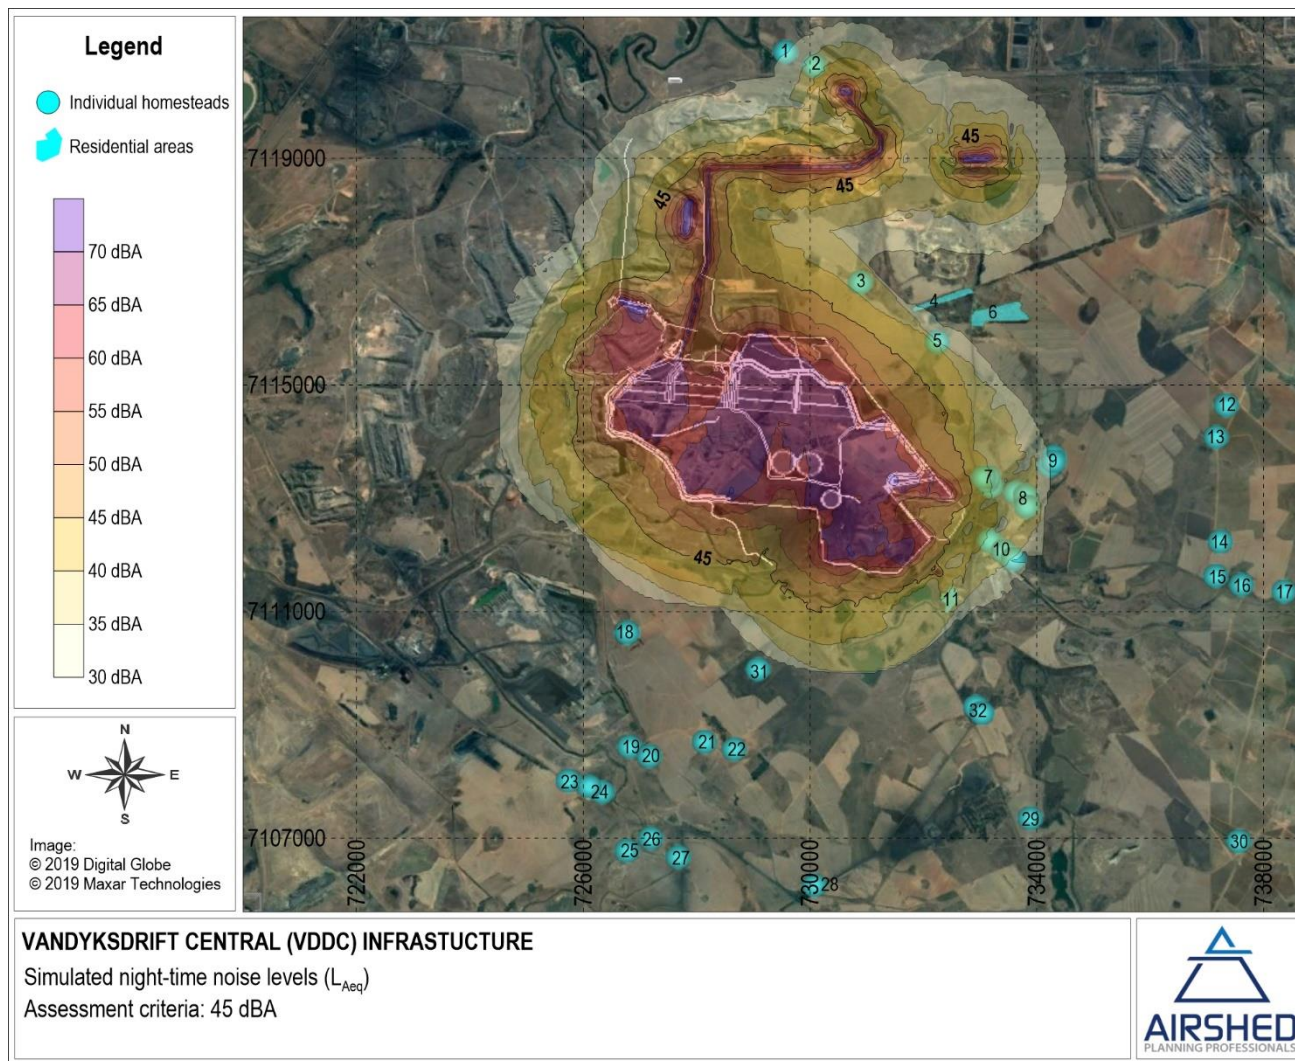 Legend
Individual homesteads
Residential areas
70 dBA
65 dBA
60 dBA
55 dBA
50 dBA
45 dBA
40 dBA
35 dBA
30 dBA
N
W E
S
Image:
© 2019 Digital Globe
© 2019 Maxar Technologies
1
2
45
7119000
45
45
3
4
6
5
7115000
12
13
9
7
8
14
10
45
15
16
17
11
7111000
18
31
32
21
19
22
20
23
24
29
7107000
26
30
25
27
28
722000
726000
730000
734000
738000
VANDYKSDRIFT CENTRAL (VDDC) INFRASTUCTURE
Simulated night-time noise levels (LAeq)
Assessment criteria: 45 dBA
AIRSHED
PLANNING PROFESSIONALS